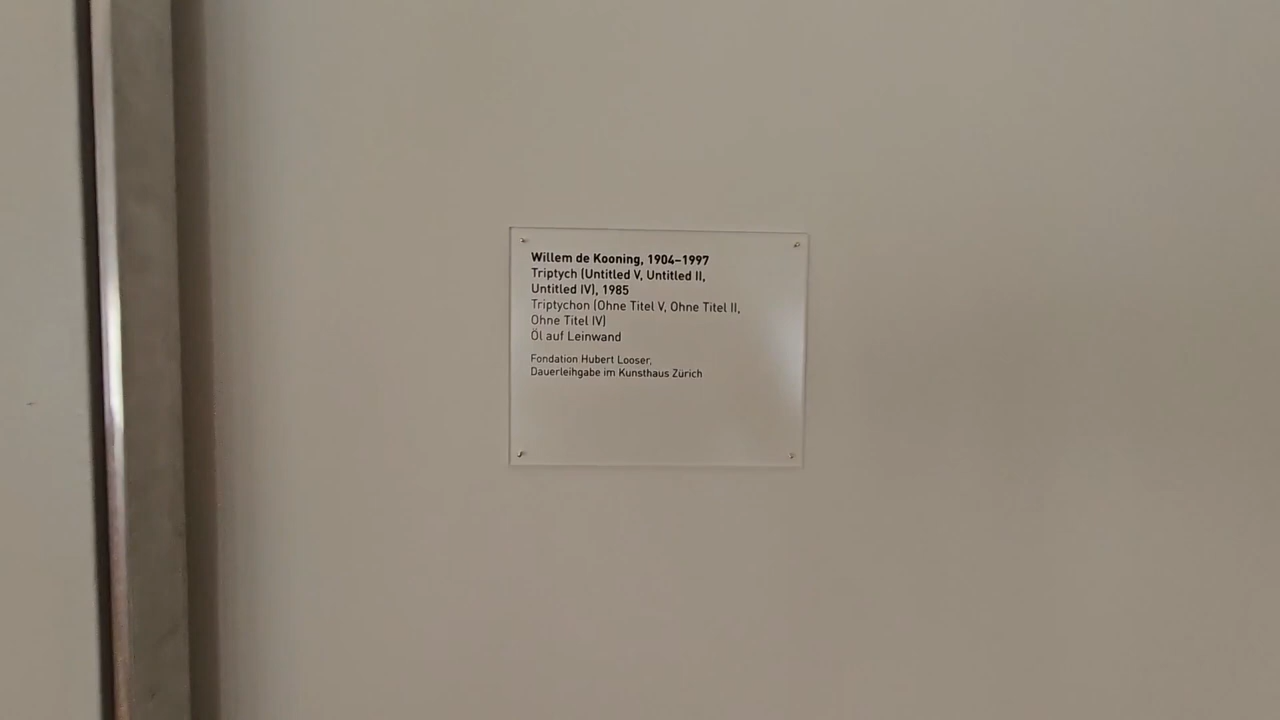 Willem de Kooning, 1904–1997
Triptych (Untitled V, Untitled II,
Untitled IV), 1985
Triptychon (Ohne Titel V, Ohne Titel II,
Ohne Titel IV)
Öl auf Leinwand
Fondation Hubert Looser,
Dauerleihgabe im Kunsthaus Zürich